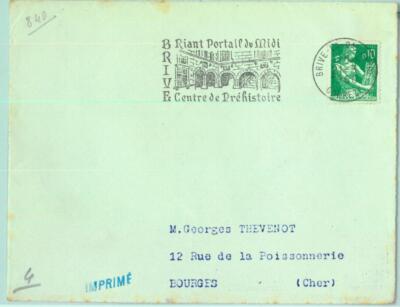 840
BRIVE
Riant Portail du Midi
Centre de Préhistoire
BRIVE
0,10
M.Georges THEVENOT
12 Rue de la Poissonnerie
BOURGES (Cher)
IMPRIMÉ
4